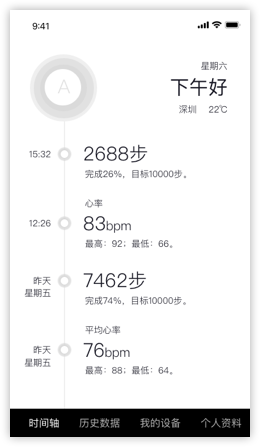 9:41
A
星期六
下午好
深圳 22℃
15:32
2688步
完成26%，目标10000步。
心率
12:26
83bpm
最高：92；最低：66。
昨天
星期五
7462步
完成74%，目标10000步。
平均心率
昨天
星期五
76bpm
最高：88；最低：64。
时间轴 历史数据 我的设备 个人资料